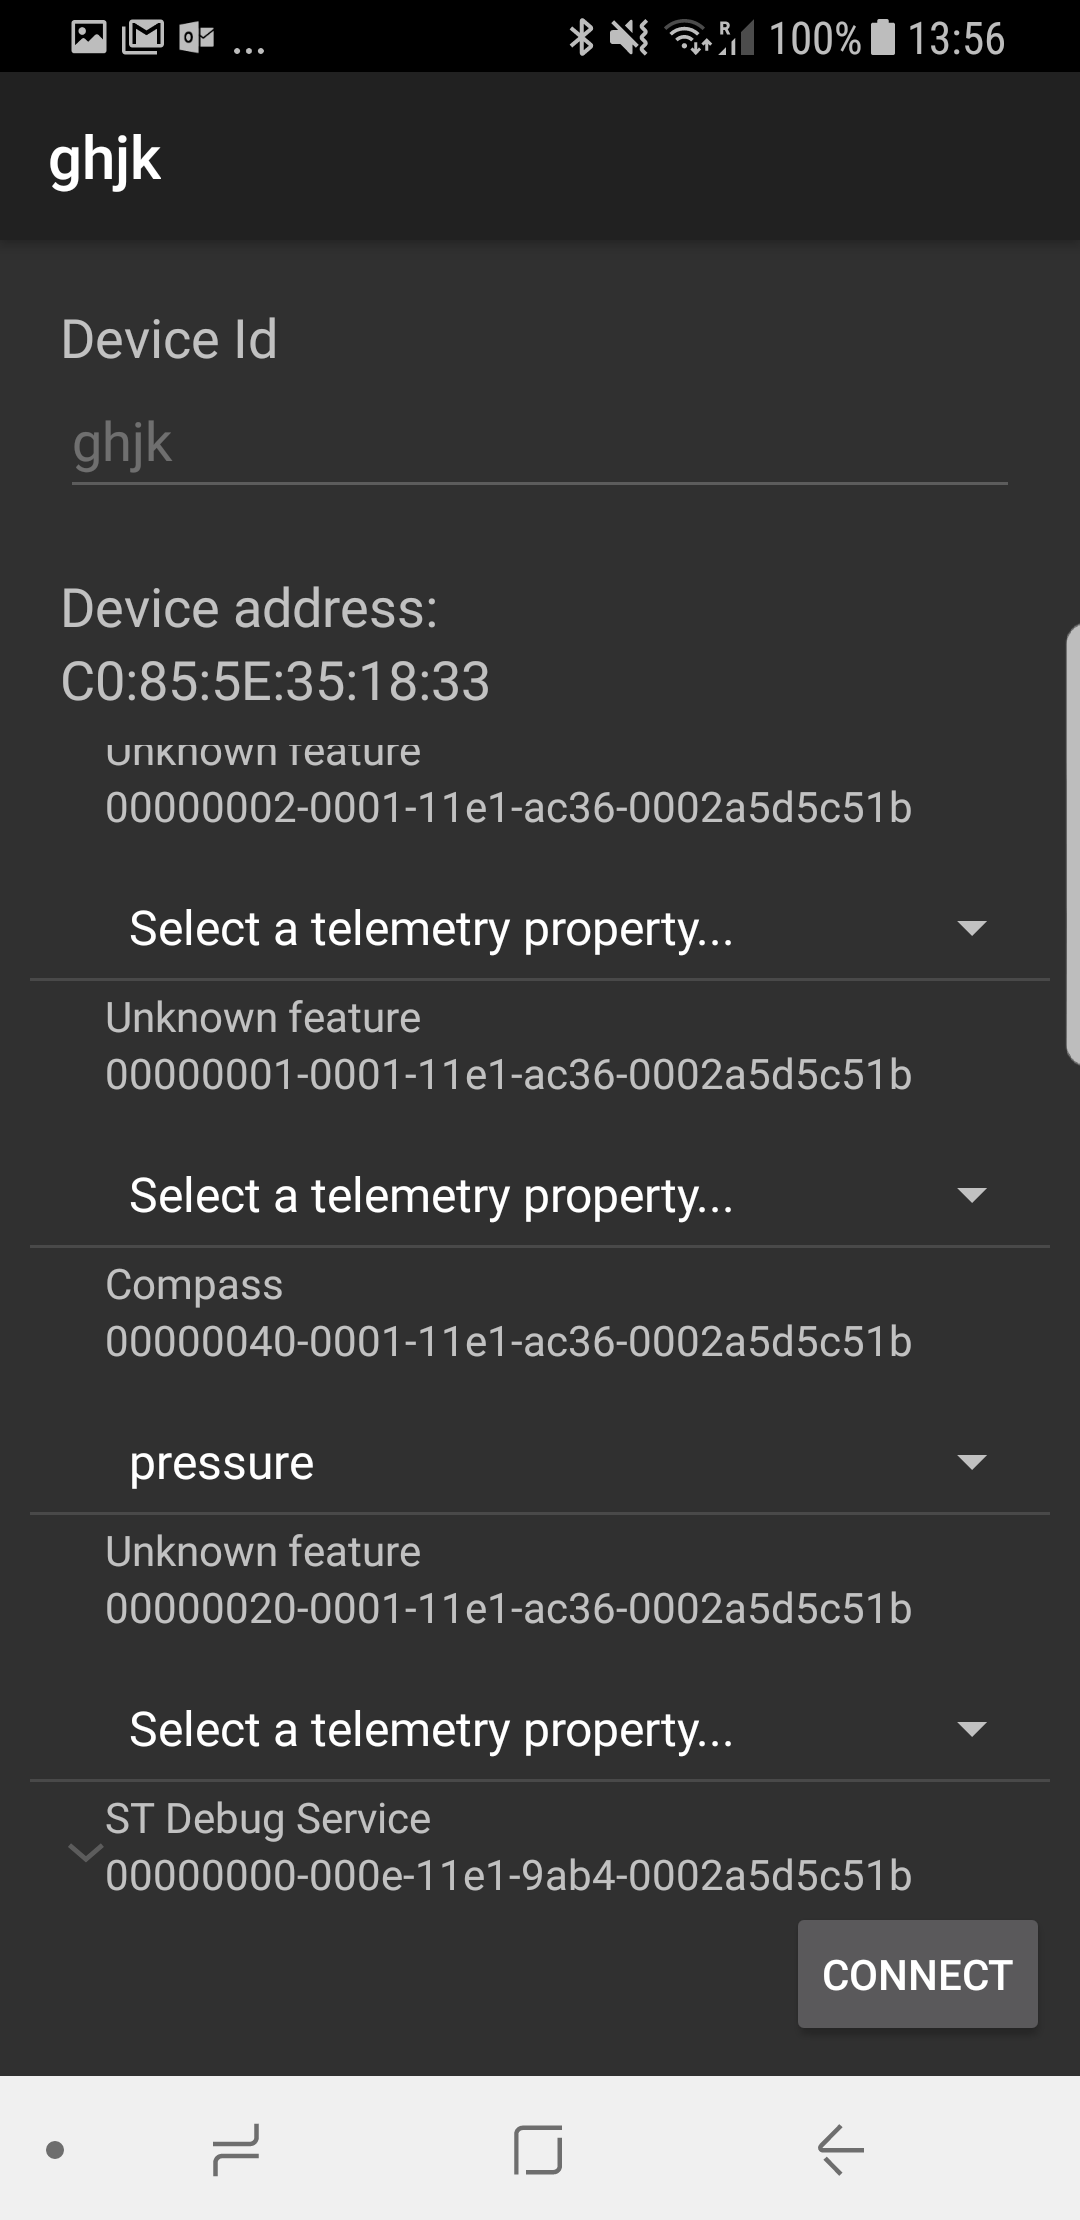 ... R 100% 13:56
ghjk
Device Id
ghjk
Device address:
C0:85:5E:35:18:33
Unknown feature
00000002-0001-11e1-ac36-0002a5d5c51b
Select a telemetry property...
Unknown feature
00000001-0001-11e1-ac36-0002a5d5c51b
Select a telemetry property...
Compass
00000040-0001-11e1-ac36-0002a5d5c51b
pressure
Unknown feature
00000020-0001-11e1-ac36-0002a5d5c51b
Select a telemetry property...
ST Debug Service
00000000-000e-11e1-9ab4-0002a5d5c51b
CONNECT